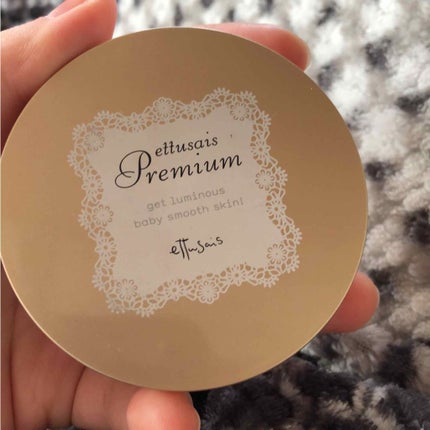 ettusais
Premium
get luminous
baby smooth skin!
ettusais